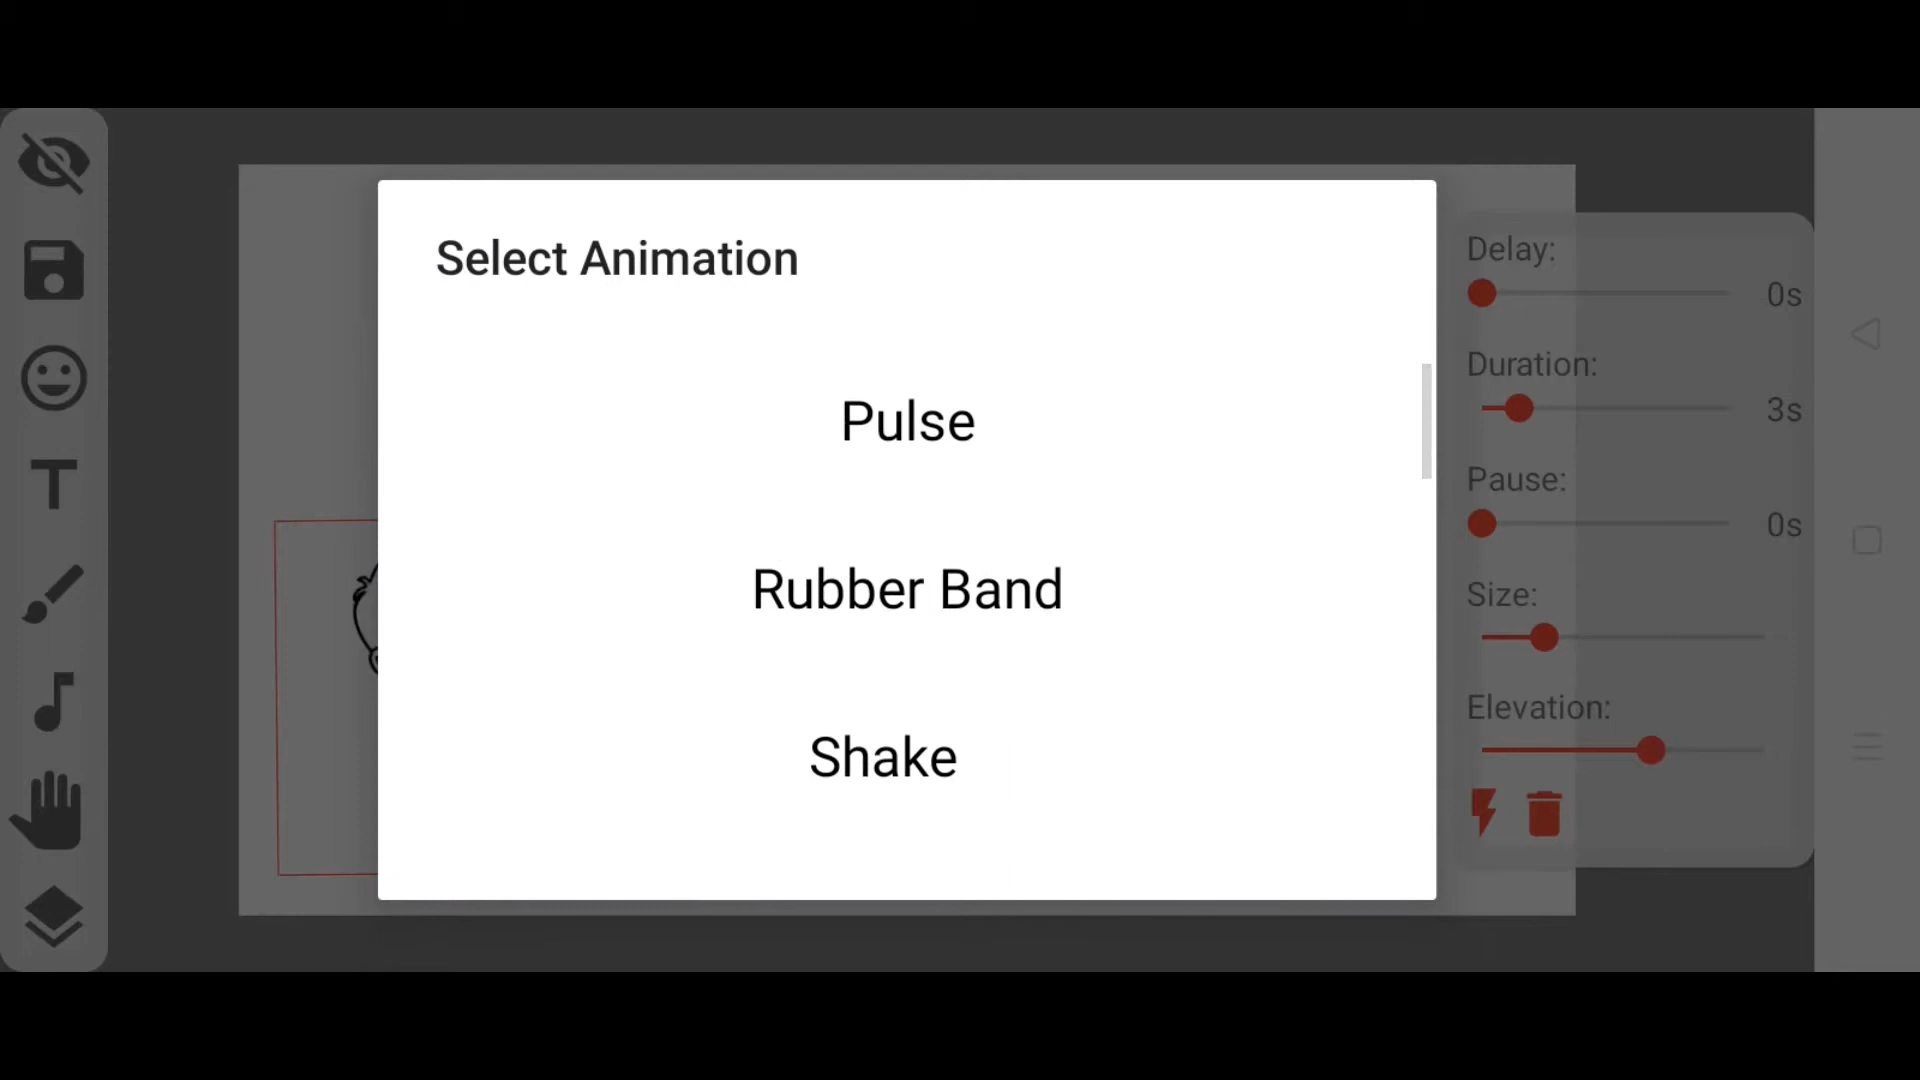 Select Animation
Pulse
Rubber Band
Shake
Delay:
0s
Duration:
3s
Pause:
0s
Size:
Elevation: